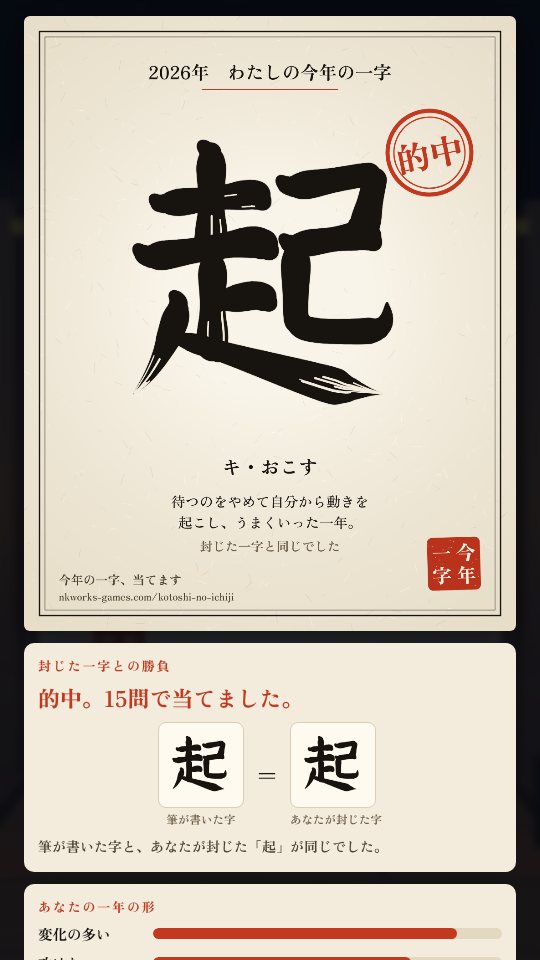 2026年　わたしの今年の一字
的中
起
キ・おこす
待つのをやめて自分から動きを
起こし、うまくいった一年。
封じた一字と同じでした
今年の一字、当てます
nkworks-games.com/kotoshi-no-ichiji
今年
一字
封じた一字との勝負
的中。15問で当てました。
起
=
起
筆が書いた字
あなたが封じた字
筆が書いた字と、あなたが封じた「起」が同じでした。
あなたの一年の形
変化の多い